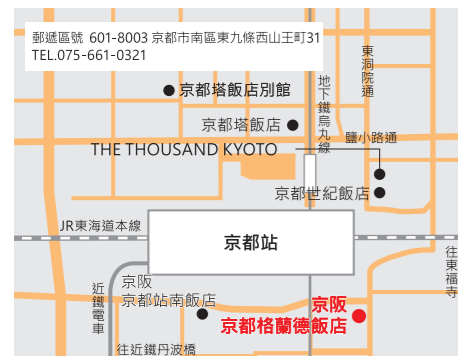 郵遞區號 601-8003 京都市南區東九條西山王町31
TEL.075-661-0321
東洞院通
地下鐵烏丸線
京都塔飯店別館
京都塔飯店
鹽小路通
THE THOUSAND KYOTO
京都世紀飯店
JR東海道本線
京都站
往東福寺
近鐵電車
京阪
京都站南飯店
京阪
京都格蘭德飯店
往近鐵丹波橋